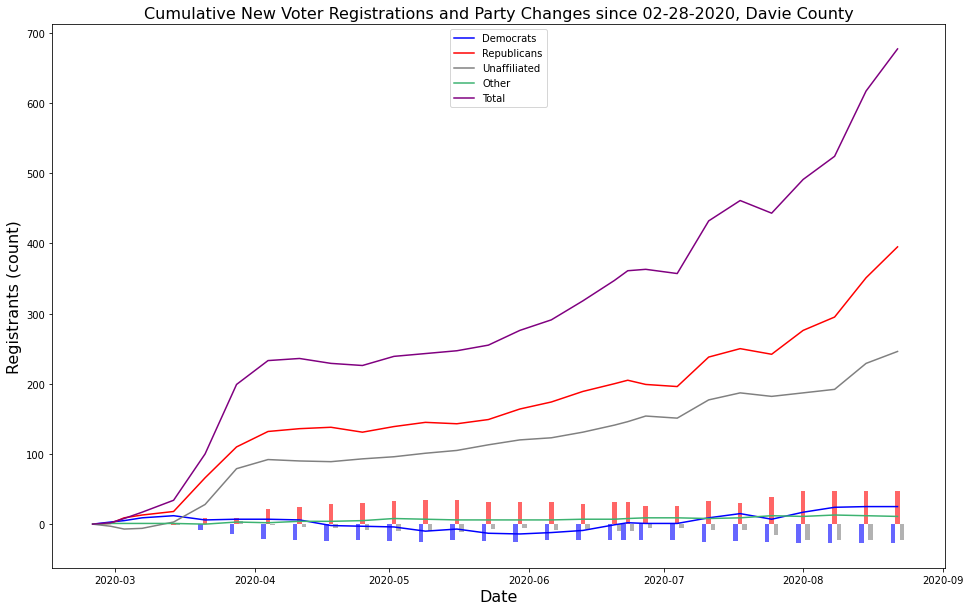 Cumulative New Voter Registrations and Party Changes since 02-28-2020, Davie County
Democrats
Republicans
Unaffiliated
Other
Total
Registrants (count)
700
600
500
400
300
200
100
0
2020-03
2020-04
2020-05
2020-06
2020-07
2020-08
2020-09
Date